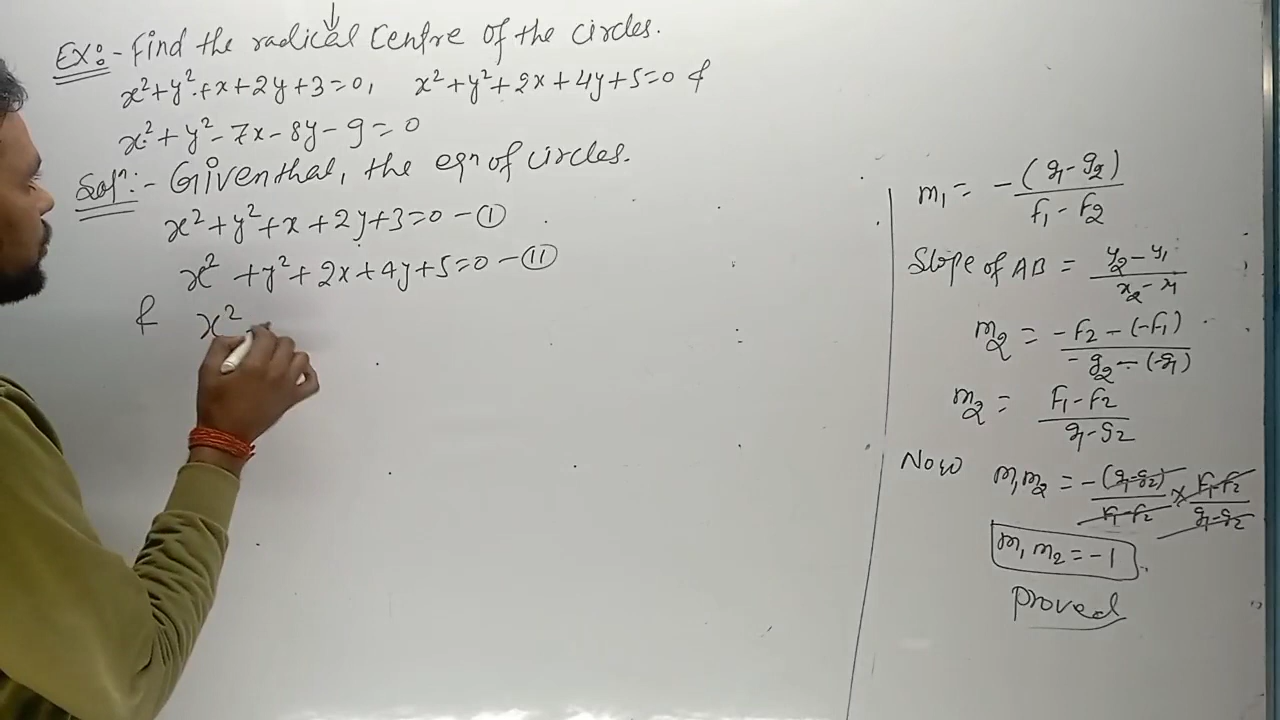 Ex:- Find the radical centre of the circles.
x²+y²+x+2y+3=0, x²+y²+2x+4y+5=0 &
x²+y²-7x-8y-9=0
Solⁿ:- Given that, the eqⁿ of circles.
x²+y²+x+2y+3=0 -(I)
x²+y²+2x+4y+5=0 -(II)
& x²
m₁ = -(g₁-g₂)/(f₁-f₂)
Slope of AB = (y₂-y₁)/(x₂-x₁)
m₂ = (-f₂-(-f₁))/(-g₂-(-g₁))
m₂ = (f₁-f₂)/(g₁-g₂)
Now m₁m₂ = -(g₁-g₂)/(f₁-f₂) × (f₁-f₂)/(g₁-g₂)
m₁m₂ = -1
proved